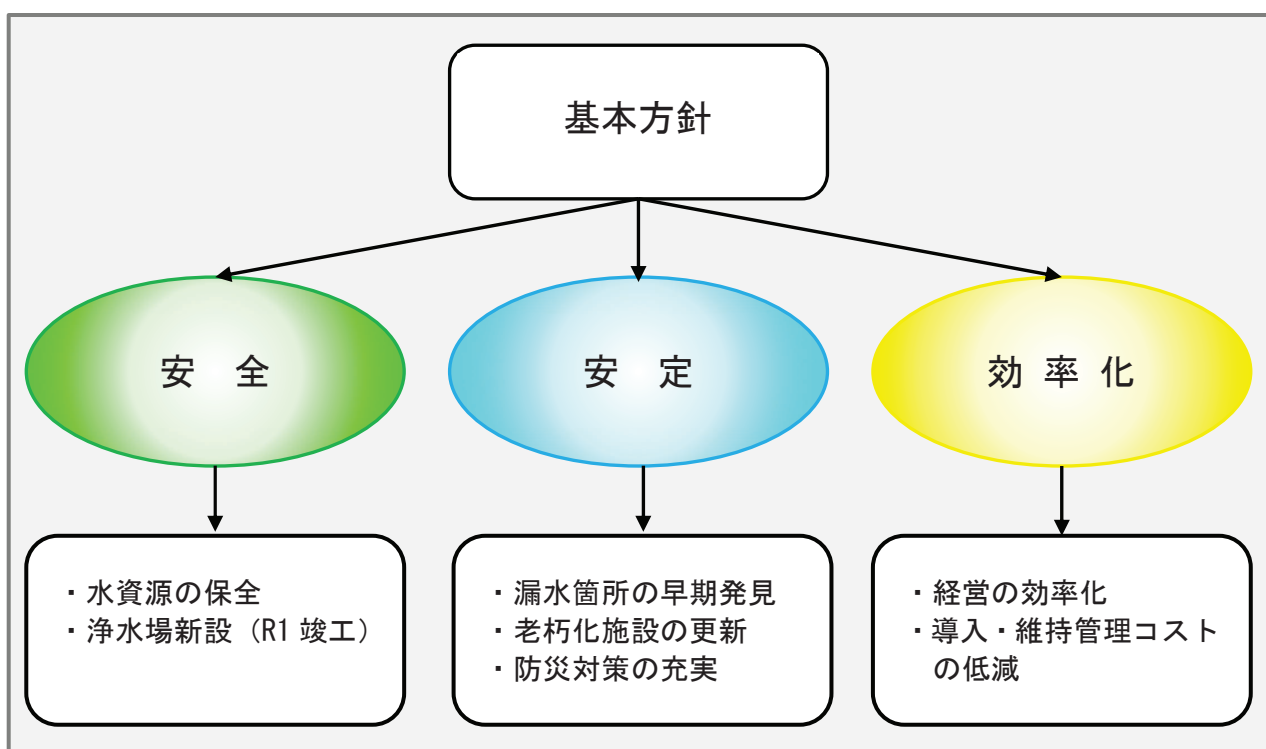 基本方針
安　全
安　定
効 率 化
・水資源の保全
・浄水場新設（R1 竣工）
・漏水箇所の早期発見
・老朽化施設の更新
・防災対策の充実
・経営の効率化
・導入・維持管理コスト
の低減